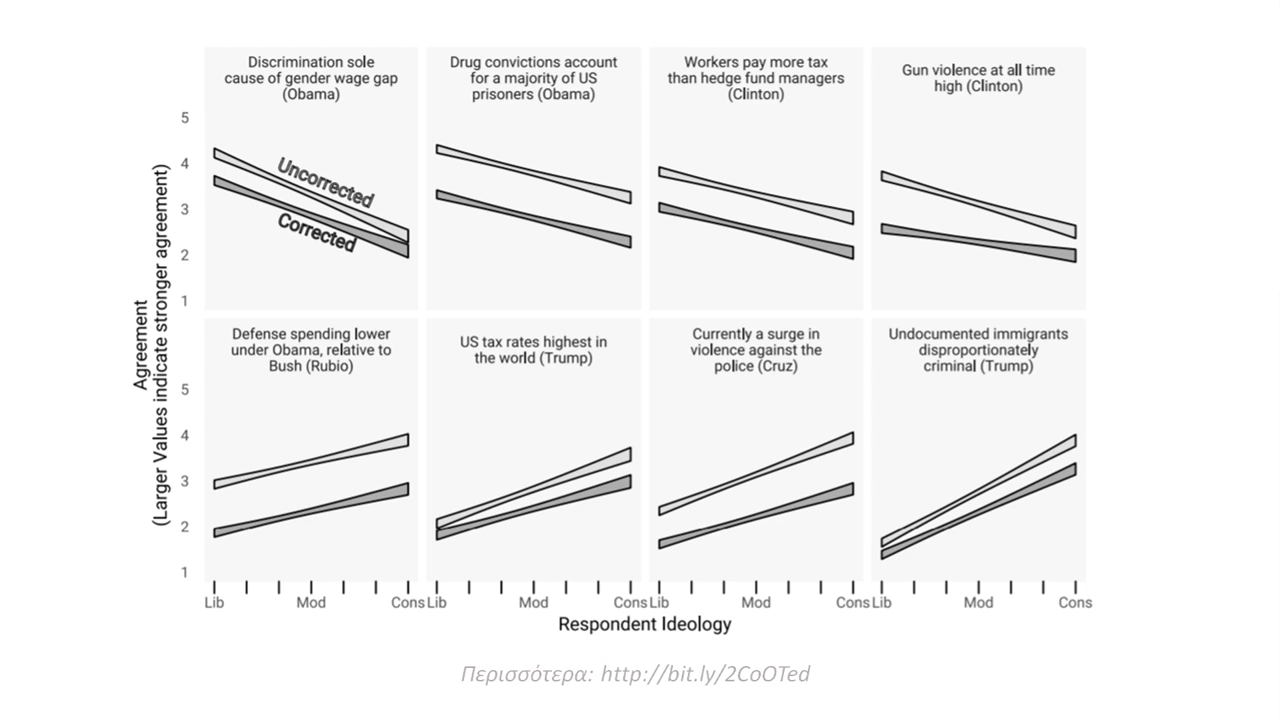 Discrimination sole
cause of gender wage gap
(Obama)
Drug convictions account
for a majority of US
prisoners (Obama)
Workers pay more tax
than hedge fund managers
(Clinton)
Gun violence at all time
high (Clinton)
5
4
3
2
1
Uncorrected
Corrected
Agreement
(Larger Values indicate stronger agreement)
Defense spending lower
under Obama, relative to
Bush (Rubio)
US tax rates highest in
the world (Trump)
Currently a surge in
violence against the
police (Cruz)
Undocumented immigrants
disproportionately
criminal (Trump)
5
4
3
2
1
Lib Mod Cons Lib Mod Cons Lib Mod Cons Lib Mod Cons
Respondent Ideology
Περισσότερα: http://bit.ly/2CoOTed